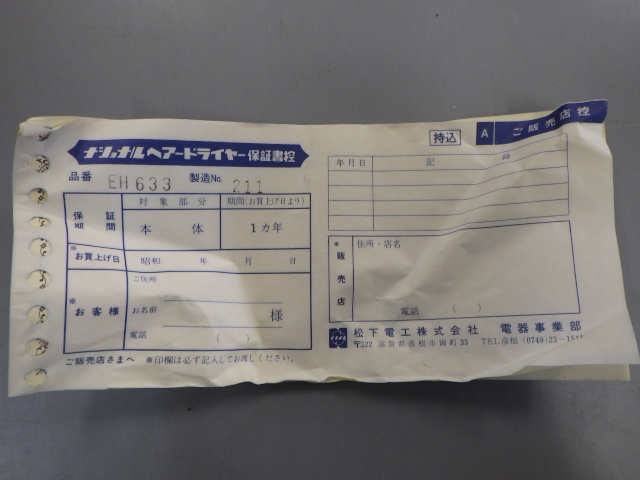 ナショナルヘアードライヤー保証書控
品番 EH633 製造No. 211
対象部分 期間(お買上げ日より)
保証期間 本体 1カ年
※お買上げ日 昭和 年 月 日
※お客様 ご住所
お名前 様
電話 ( )
ご販売店さまへ ※印欄は必ず記入してお渡しください。
持込 A ご販売店控
年月日 記録
※販売店 住所・店名
電話 ( )
松下電工株式会社 電器事業部
〒522 滋賀県彦根市岡町33 TEL彦根(0749)23-